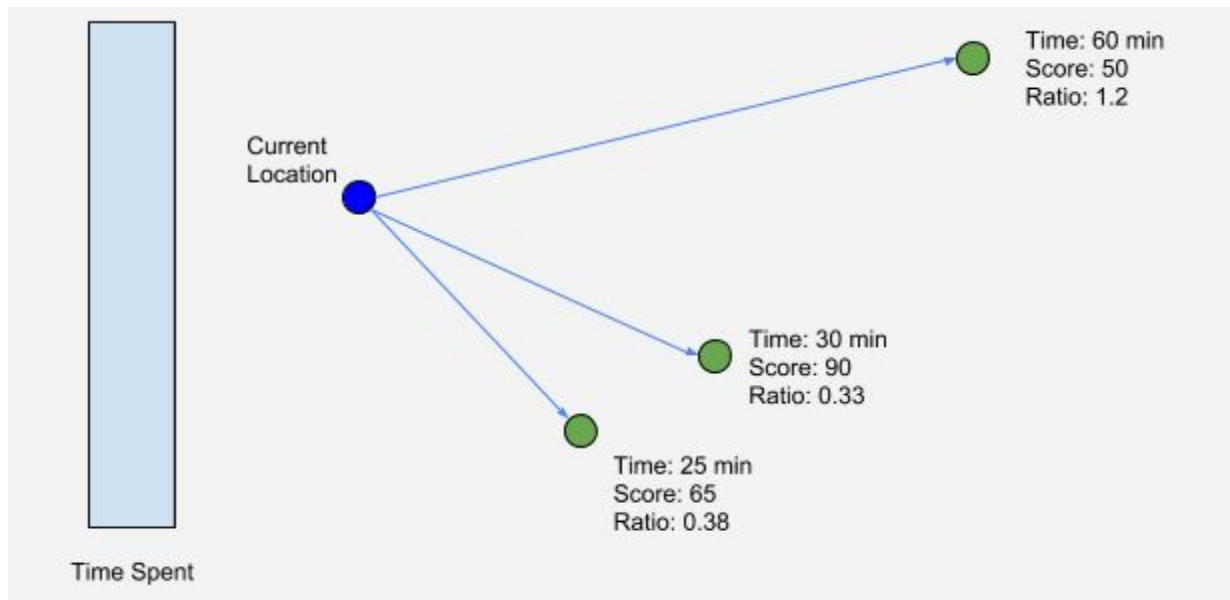 Time: 60 min
Score: 50
Ratio: 1.2
Current
Location
Time: 30 min
Score: 90
Ratio: 0.33
Time: 25 min
Score: 65
Ratio: 0.38
Time Spent